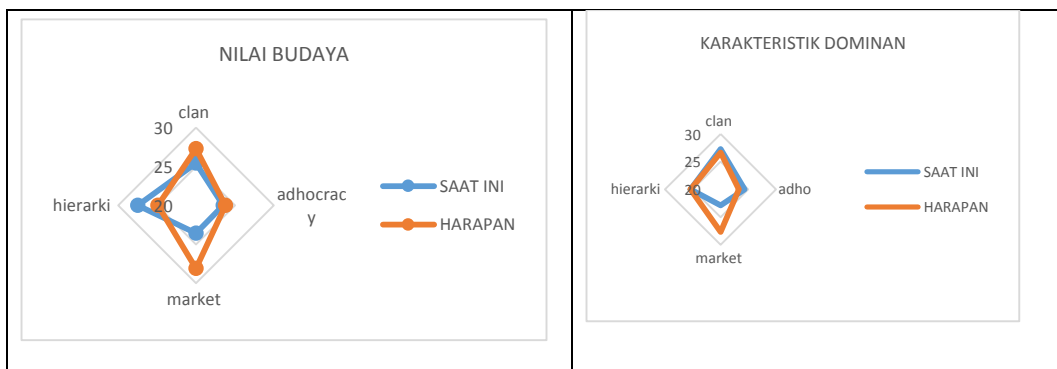 NILAI BUDAYA
clan
30
25
20
hierarki
adhocrac
y
market
SAAT INI
HARAPAN
KARAKTERISTIK DOMINAN
clan
30
25
20
hierarki
adho
market
SAAT INI
HARAPAN